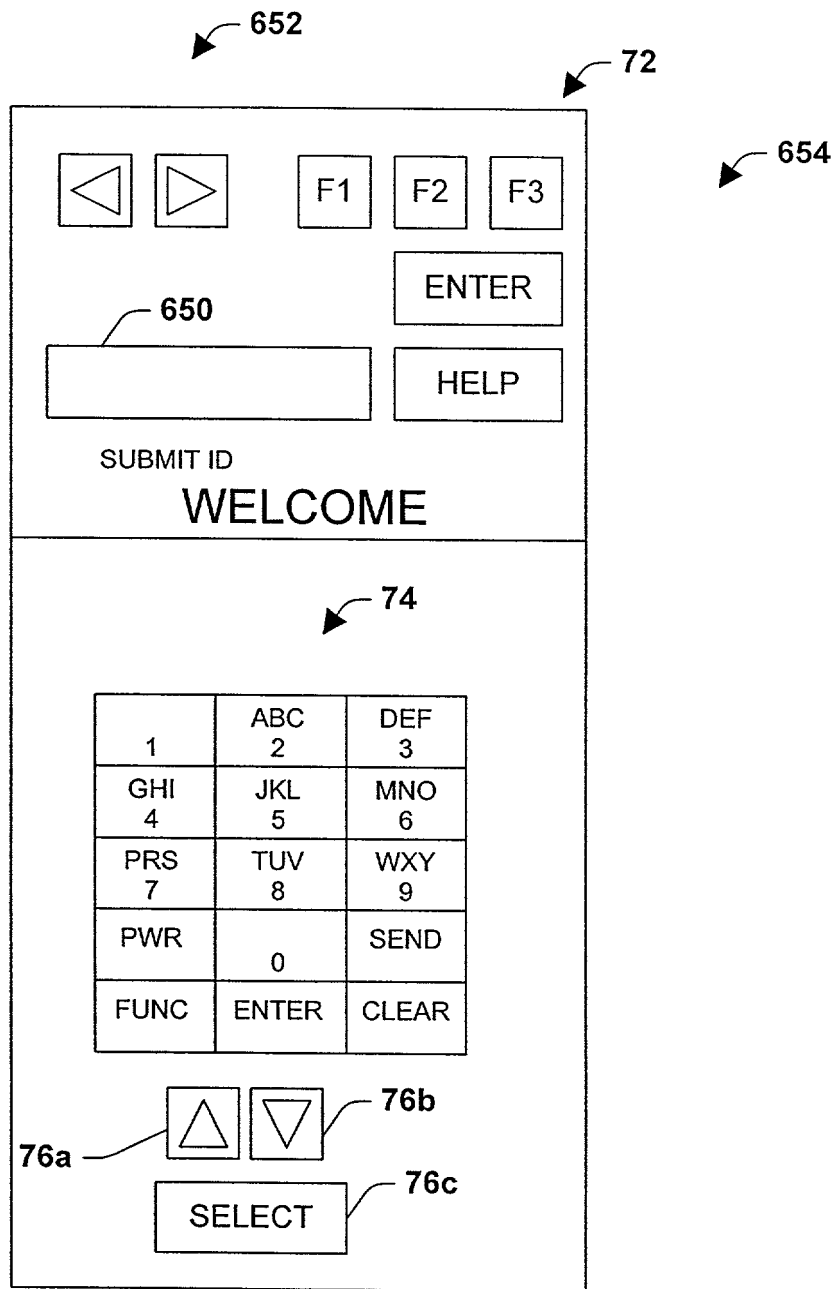 652
72
654
F1 F2 F3
ENTER
650
HELP
SUBMIT ID
WELCOME
74
1 ABC 2 DEF 3
GHI 4 JKL 5 MNO 6
PRS 7 TUV 8 WXY 9
PWR 0 SEND
FUNC ENTER CLEAR
76b
76a
76c
SELECT